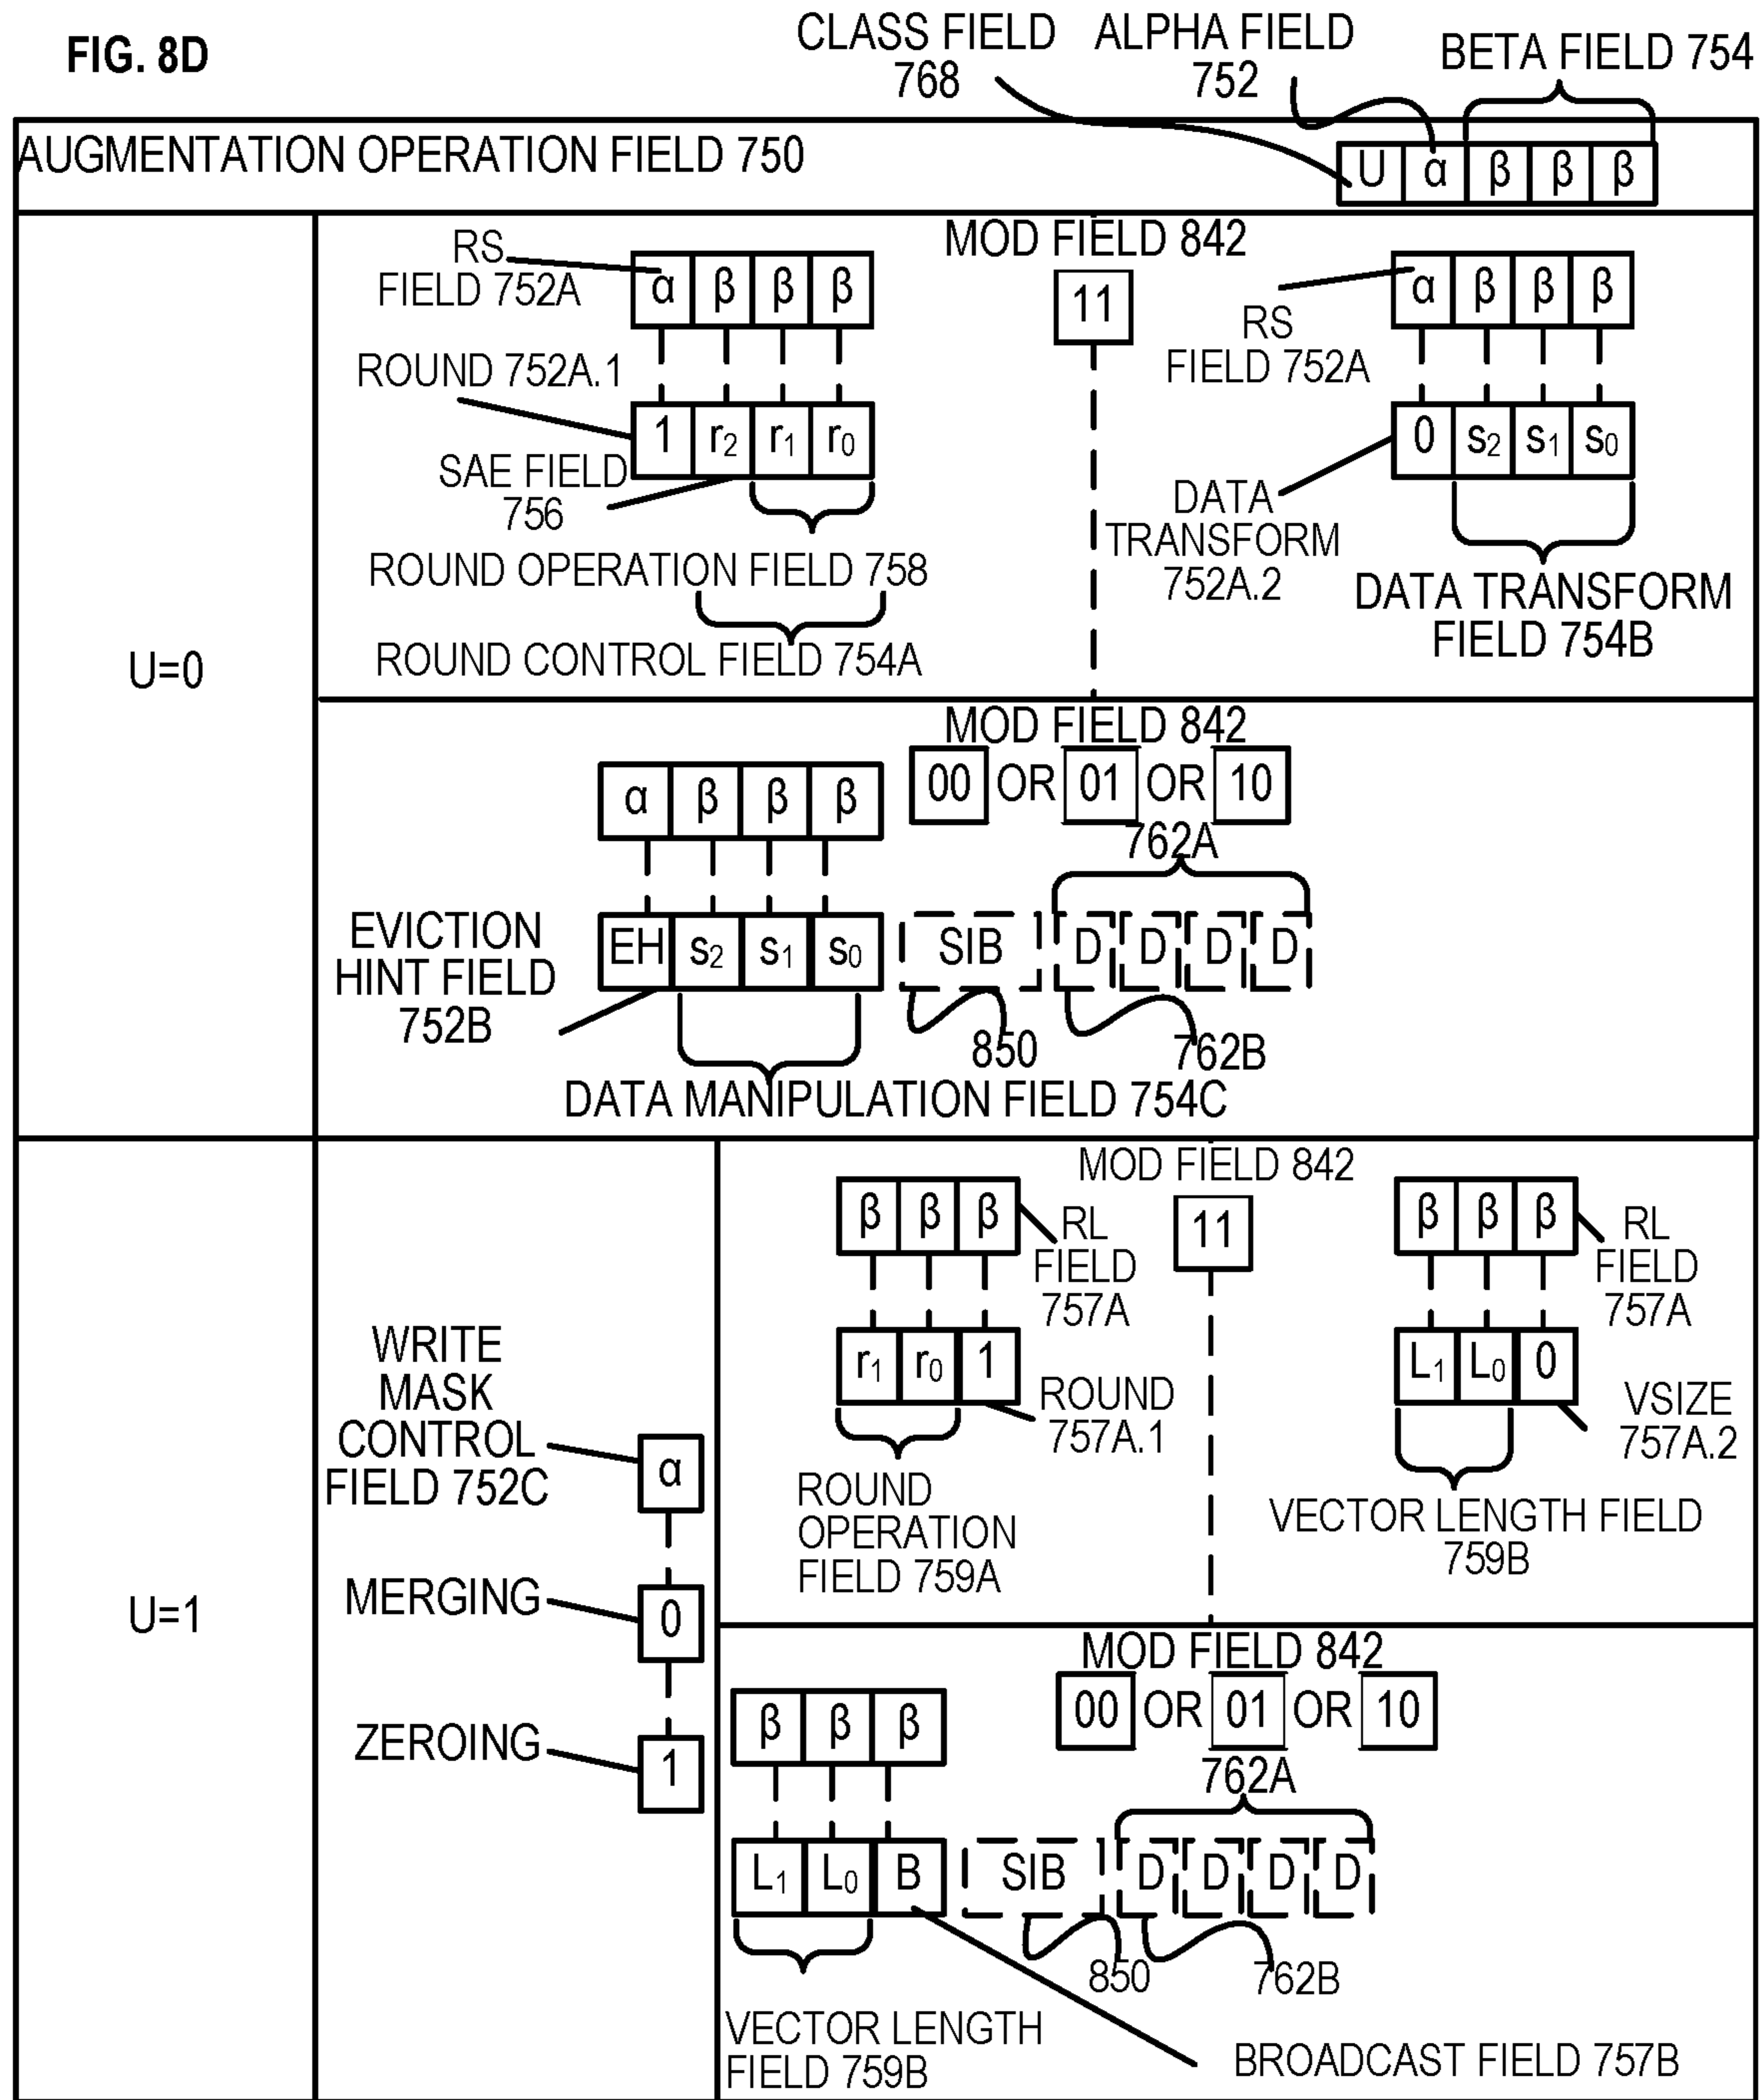 FIG. 8D
CLASS FIELD
768
ALPHA FIELD
752
BETA FIELD 754
AUGMENTATION OPERATION FIELD 750
U α β β β
U=0
MOD FIELD 842
11
RS
FIELD 752A
α β β β
ROUND 752A.1
1 r₂ r₁ r₀
SAE FIELD
756
ROUND OPERATION FIELD 758
ROUND CONTROL FIELD 754A
α β β β
RS
FIELD 752A
0 s₂ s₁ s₀
DATA
TRANSFORM
752A.2
DATA TRANSFORM
FIELD 754B
MOD FIELD 842
00 OR 01 OR 10
α β β β
762A
EVICTION
HINT FIELD
752B
EH s₂ s₁ s₀ SIB D D D D
850
762B
DATA MANIPULATION FIELD 754C
U=1
WRITE
MASK
CONTROL
FIELD 752C
α
MERGING
0
ZEROING
1
MOD FIELD 842
11
β β β
RL
FIELD
757A
r₁ r₀ 1
ROUND
757A.1
ROUND
OPERATION
FIELD 759A
β β β
RL
FIELD
757A
L₁ L₀ 0
VSIZE
757A.2
VECTOR LENGTH FIELD
759B
MOD FIELD 842
00 OR 01 OR 10
β β β
762A
L₁ L₀ B SIB D D D D
850
762B
VECTOR LENGTH
FIELD 759B
BROADCAST FIELD 757B